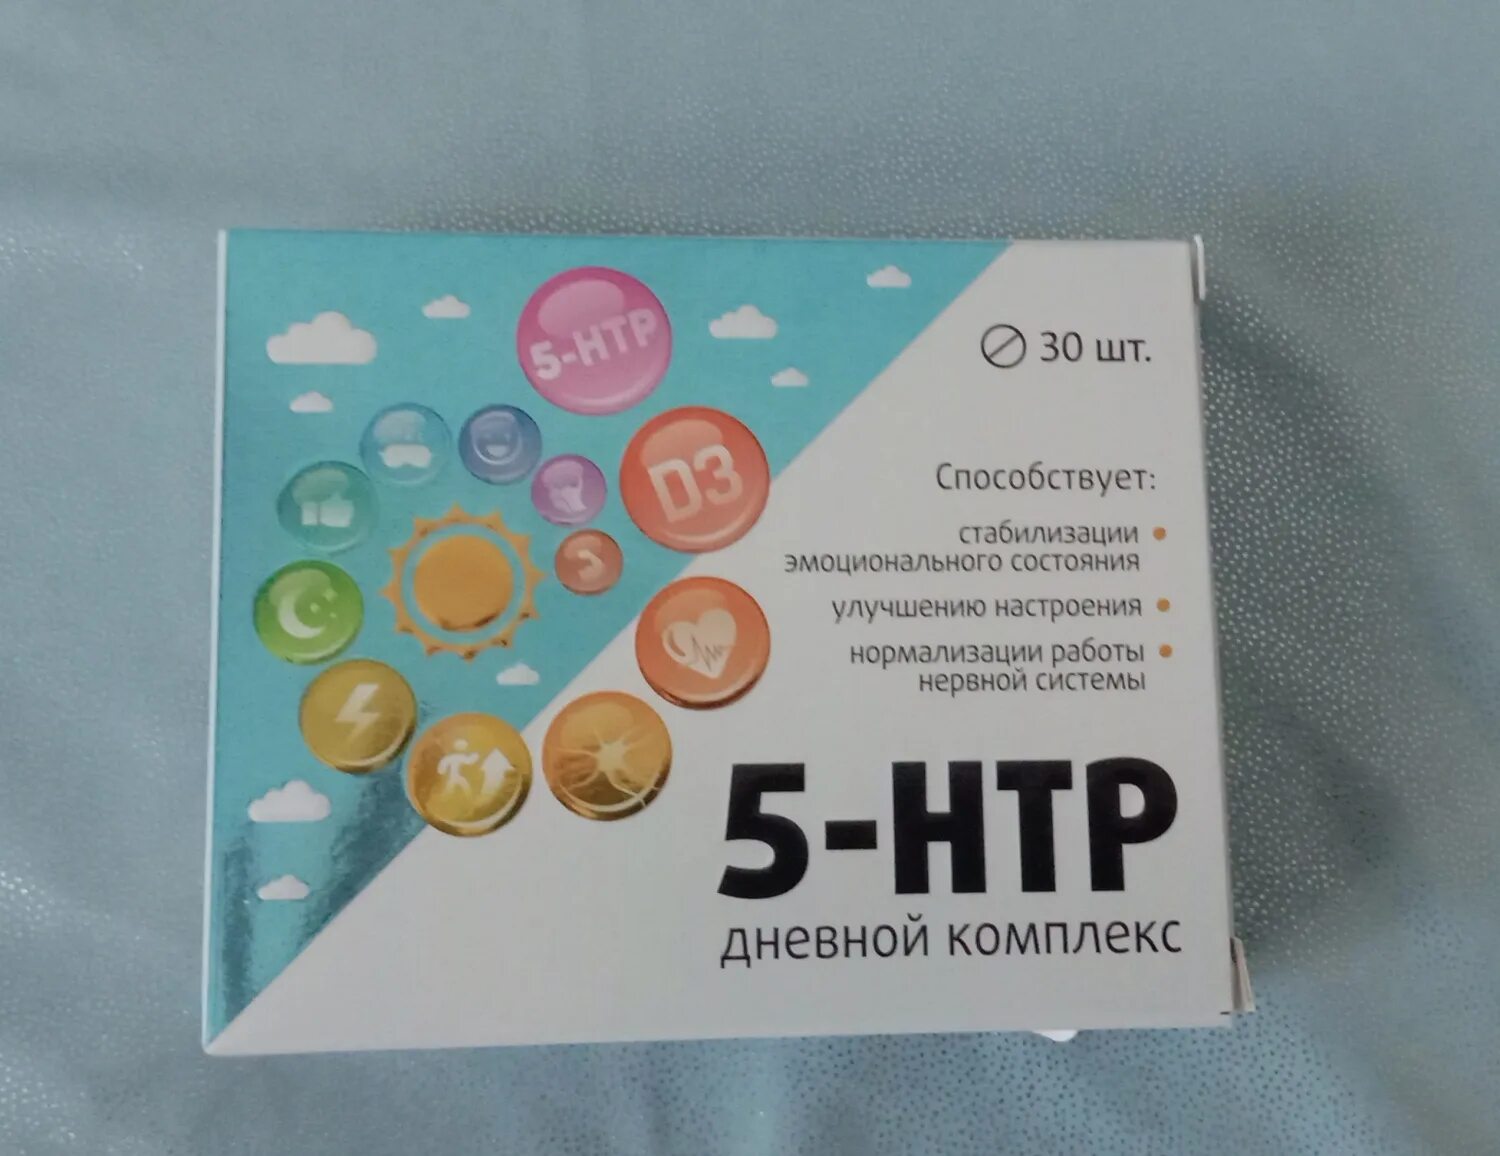 5-HTP
D3
30 шт.
Способствует:
стабилизации •
эмоционального состояния
улучшению настроения •
нормализации работы •
нервной системы
5-HTP
дневной комплекс